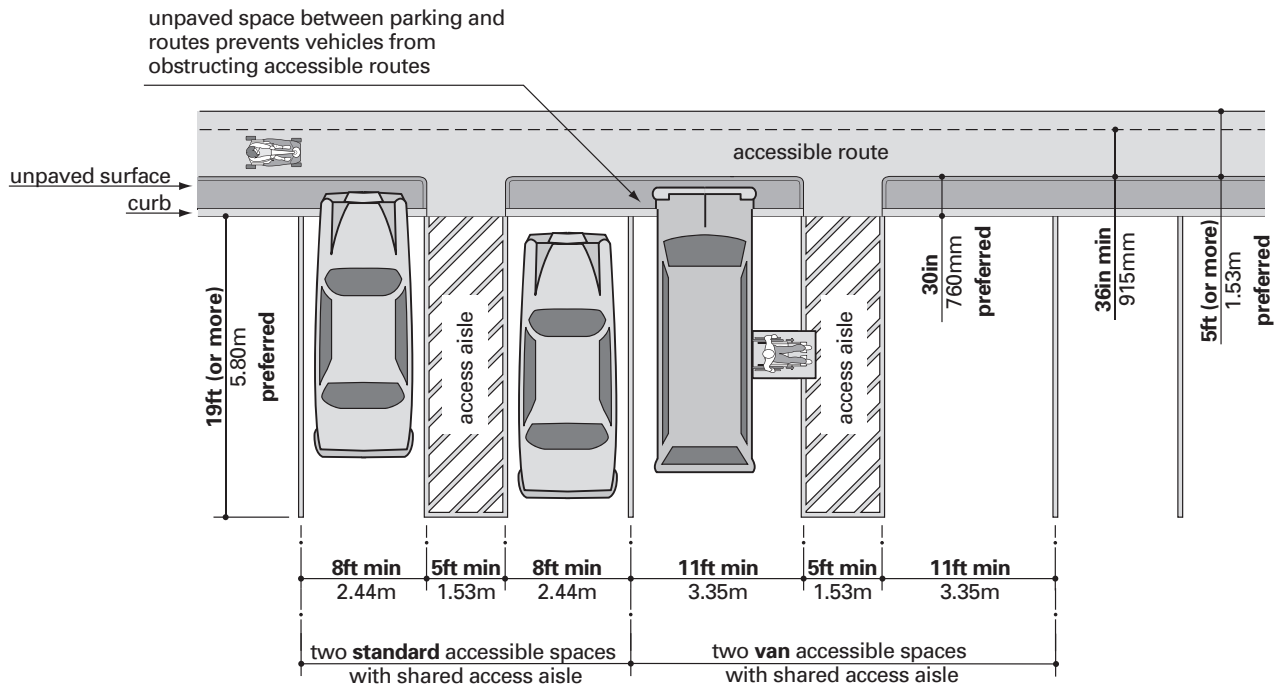 unpaved space between parking and
routes prevents vehicles from
obstructing accessible routes
accessible route
unpaved surface
curb
19ft (or more)
5.80m
preferred
access aisle
access aisle
30in
760mm
preferred
36in min
915mm
5ft (or more)
1.53m
preferred
8ft min
2.44m
5ft min
1.53m
8ft min
2.44m
11ft min
3.35m
5ft min
1.53m
11ft min
3.35m
two standard accessible spaces
with shared access aisle
two van accessible spaces
with shared access aisle